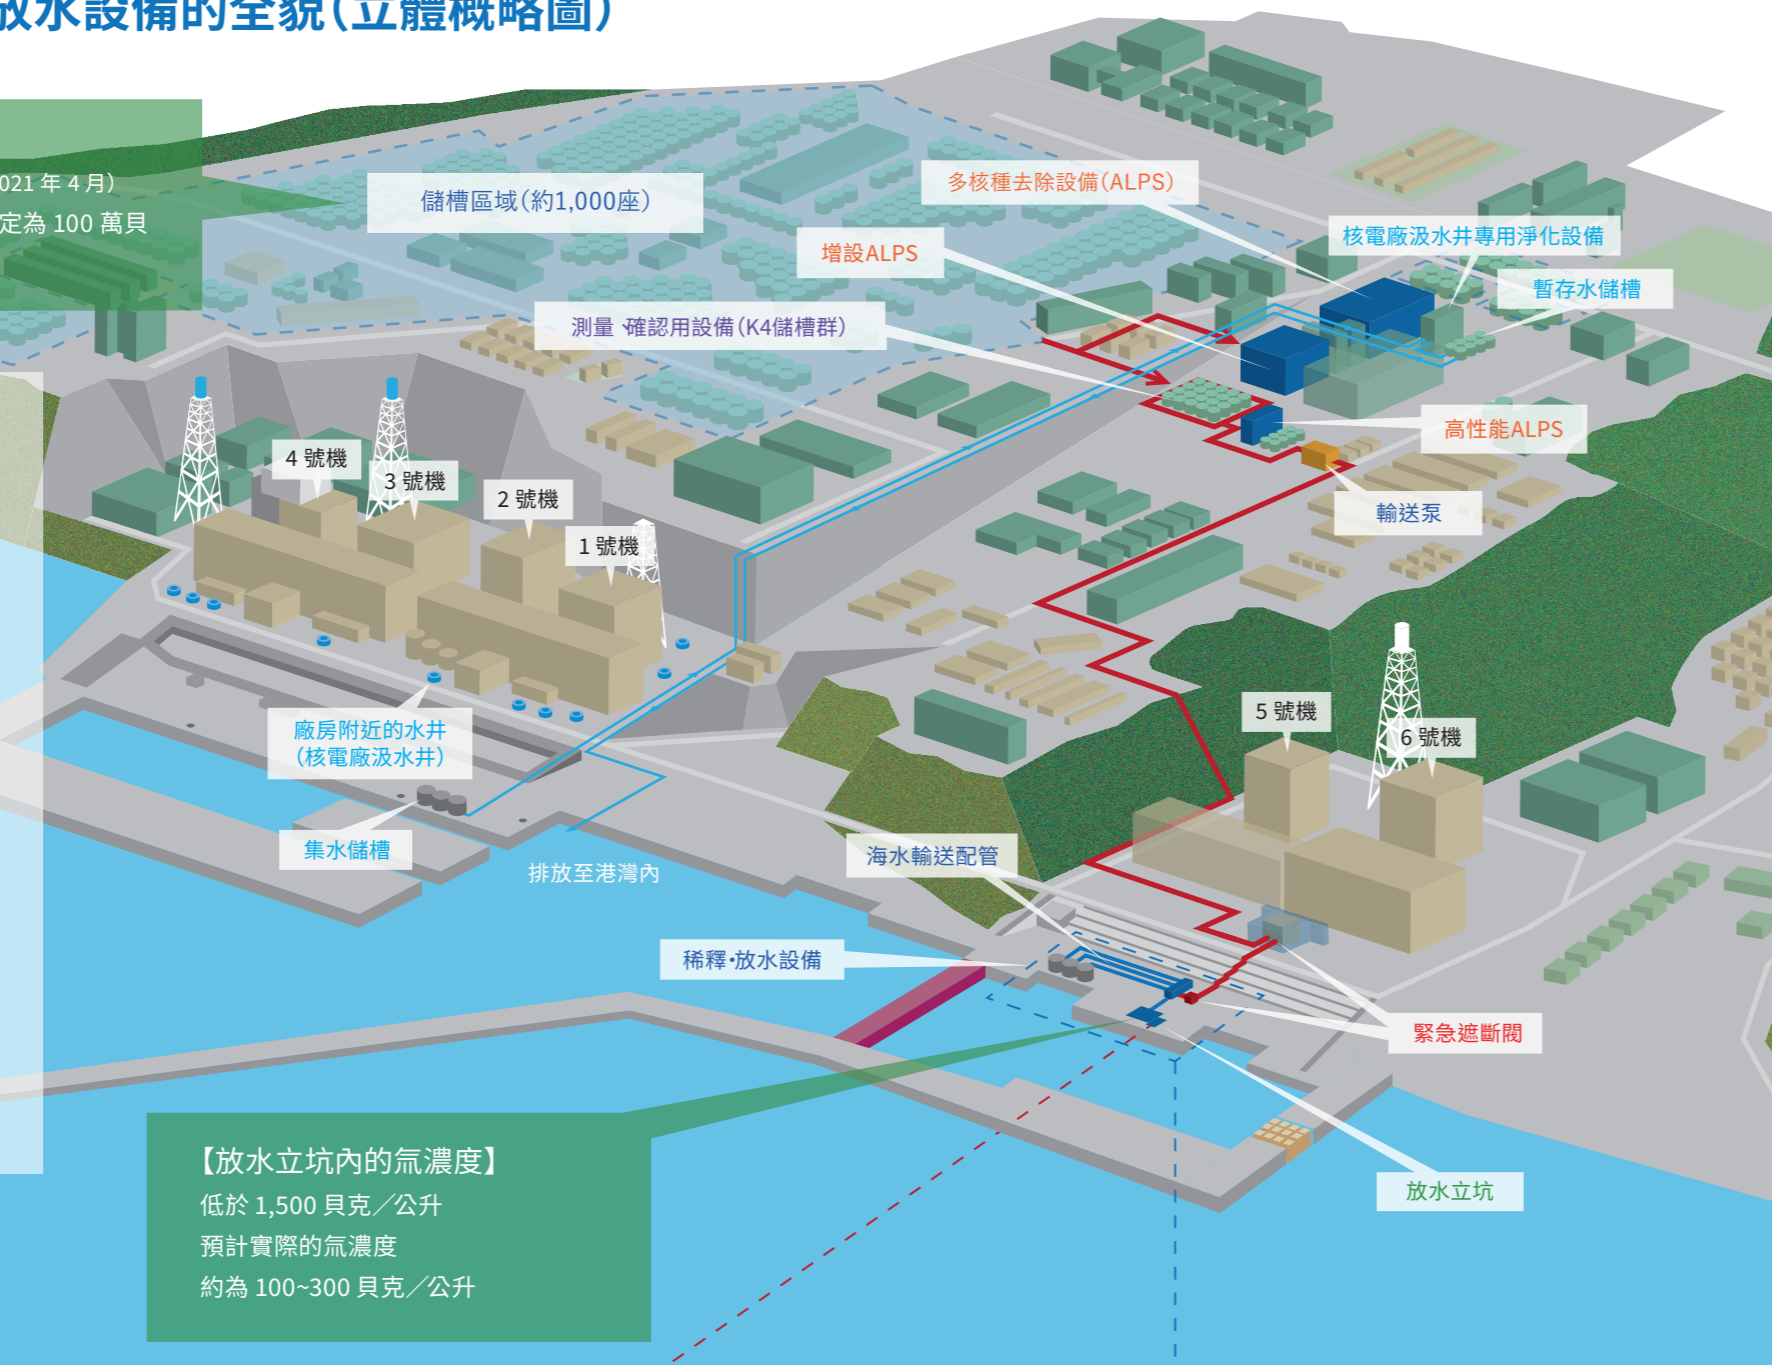 放水設備的全貌（立體概略圖）
021 年 4 月）
定為 100 萬貝
儲槽區域（約1,000座）
多核種去除設備（ALPS）
增設ALPS
核電廠汲水井專用淨化設備
暫存水儲槽
測量・確認用設備（K4儲槽群）
高性能ALPS
輸送泵
4 號機
3 號機
2 號機
1 號機
5 號機
6 號機
廠房附近的水井
（核電廠汲水井）
集水儲槽
排放至港灣內
海水輸送配管
稀釋・放水設備
緊急遮斷閥
放水立坑
【放水立坑內的氚濃度】
低於 1,500 貝克／公升
預計實際的氚濃度
約為 100~300 貝克／公升